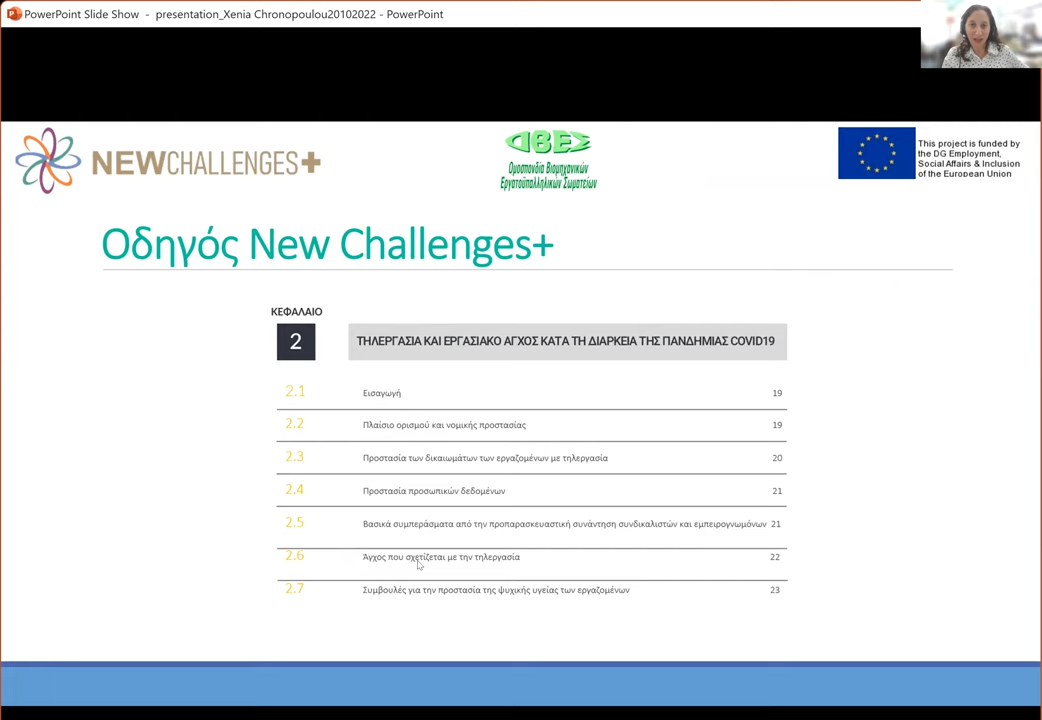 PowerPoint Slide Show - presentation_Xenia Chronopoulou20102022 - PowerPoint
NEWCHALLENGES+
ΟΒΕΣ
Ομοσπονδία Βιομηχανικών
Εργατοϋπαλληλικών Σωματείων
This project is funded by
the DG Employment,
Social Affairs & Inclusion
of the European Union
Οδηγός New Challenges+
ΚΕΦΑΛΑΙΟ
2 ΤΗΛΕΡΓΑΣΙΑ ΚΑΙ ΕΡΓΑΣΙΑΚΟ ΑΓΧΟΣ ΚΑΤΑ ΤΗ ΔΙΑΡΚΕΙΑ ΤΗΣ ΠΑΝΔΗΜΙΑΣ COVID19
2.1 Εισαγωγή 19
2.2 Πλαίσιο ορισμού και νομικής προστασίας 19
2.3 Προστασία των δικαιωμάτων των εργαζομένων με τηλεργασία 20
2.4 Προστασία προσωπικών δεδομένων 21
2.5 Βασικά συμπεράσματα από την προπαρασκευαστική συνάντηση συνδικαλιστών και εμπειρογνωμόνων 21
2.6 Άγχος που σχετίζεται με την τηλεργασία 22
2.7 Συμβουλές για την προστασία της ψυχικής υγείας των εργαζομένων 23